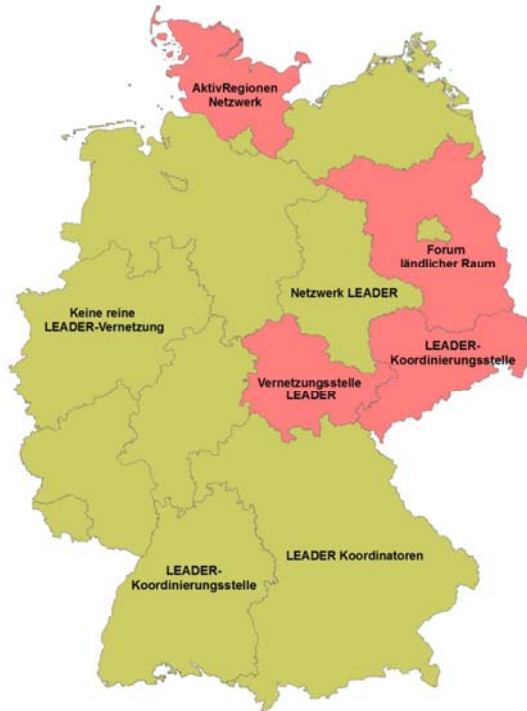 AktivRegionen
Netzwerk
Forum
ländlicher Raum
Netzwerk LEADER
Keine reine
LEADER-Vernetzung
LEADER-
Koordinierungsstelle
Vernetzungsstelle
LEADER
LEADER Koordinatoren
LEADER-
Koordinierungsstelle